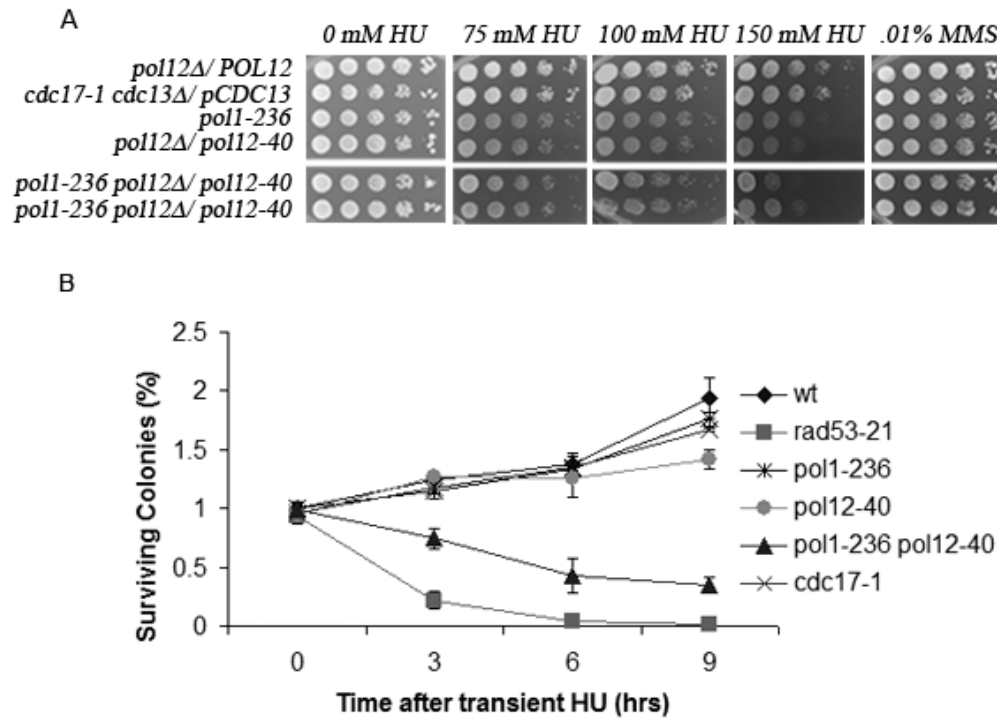 A
0 mM HU 75 mM HU 100 mM HU 150 mM HU .01% MMS
pol12Δ/ POL12
cdc17-1 cdc13Δ/ pCDC13
pol1-236
pol12Δ/ pol12-40
pol1-236 pol12Δ/ pol12-40
pol1-236 pol12Δ/ pol12-40
B
2.5
2
1.5
1
0.5
0
Surviving Colonies (%)
0 3 6 9
Time after transient HU (hrs)
wt
rad53-21
pol1-236
pol12-40
pol1-236 pol12-40
cdc17-1